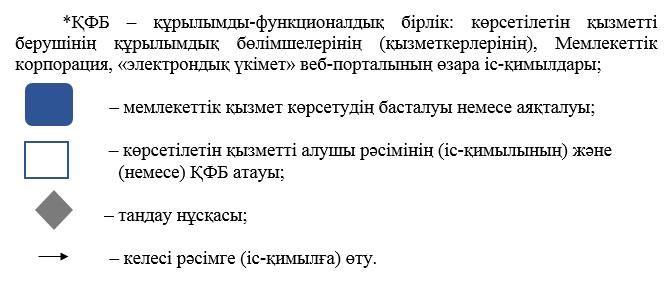 *ҚФБ – құрылымды-функционалдық бірлік: көрсетілетін қызметті
берушінің құрылымдық бөлімшелерінің (қызметкерлерінің), Мемлекеттік
корпорация, «электрондық үкімет» веб-порталының өзара іс-қимылдары;
– мемлекеттік қызмет көрсетудің басталуы немесе аяқталуы;
– көрсетілетін қызметті алушы рәсімінің (іс-қимылының) және
(немесе) ҚФБ атауы;
– таңдау нұсқасы;
– келесі рәсімге (іс-қимылға) өту.